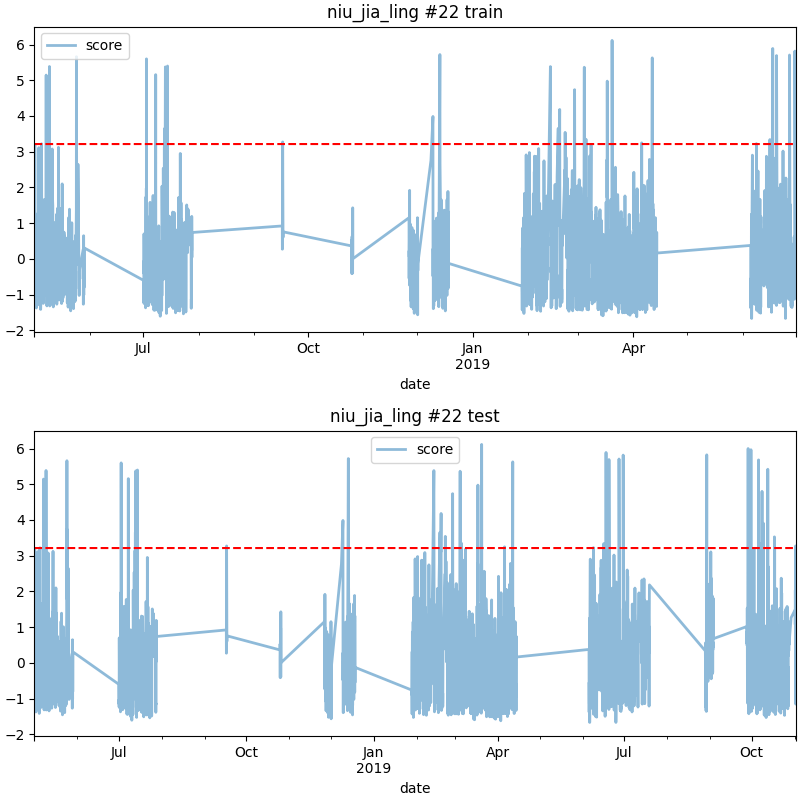 niu_jia_ling #22 train
score
6
5
4
3
2
1
0
−1
−2
Jul
Oct
Jan
2019
Apr
date
niu_jia_ling #22 test
score
6
5
4
3
2
1
0
−1
−2
Jul
Oct
Jan
2019
Apr
Jul
Oct
date